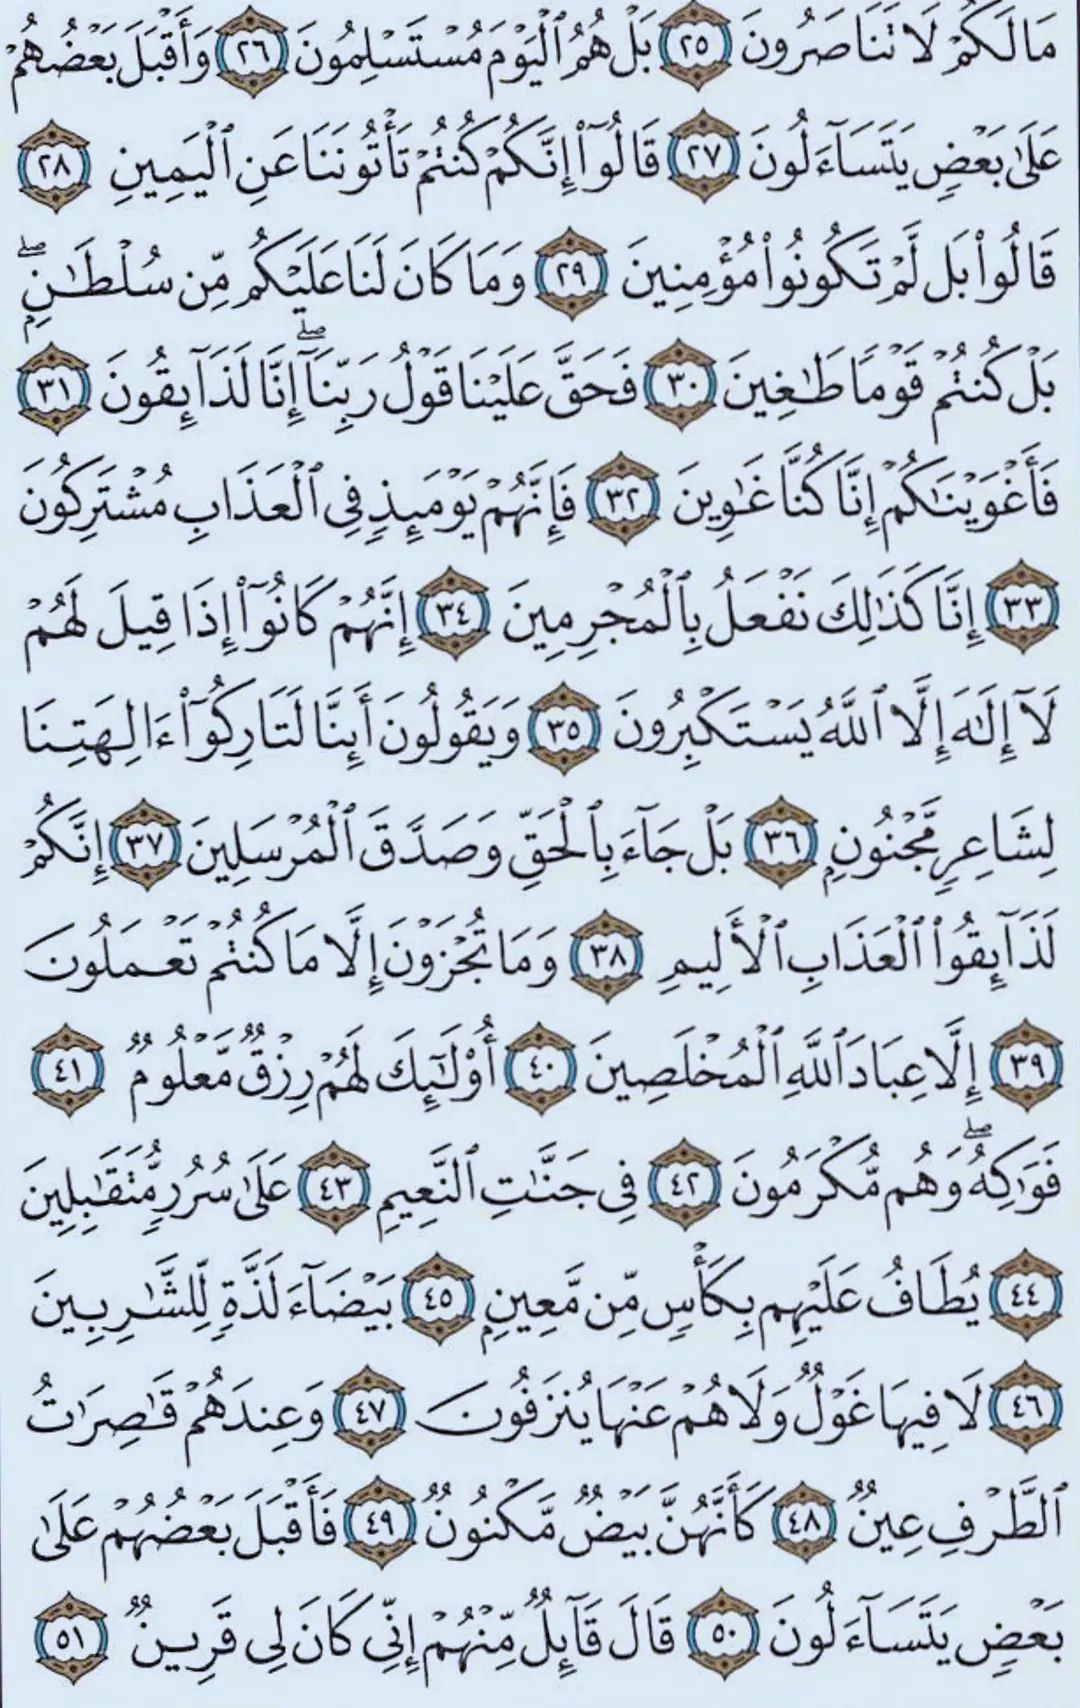 مَا لَكُمْ لَا تَنَاصَرُونَ ٢٥ بَلْ هُمُ ٱلْيَوْمَ مُسْتَسْلِمُونَ ٢٦ وَأَقْبَلَ بَعْضُهُمْ
عَلَىٰ بَعْضٍ يَتَسَآءَلُونَ ٢٧ قَالُوٓا۟ إِنَّكُمْ كُنتُمْ تَأْتُونَنَا عَنِ ٱلْيَمِينِ ٢٨
قَالُوا۟ بَل لَّمْ تَكُونُوا۟ مُؤْمِنِينَ ٢٩ وَمَا كَانَ لَنَا عَلَيْكُم مِّن سُلْطَـٰنٍۭ ۖ
بَلْ كُنتُمْ قَوْمًا طَـٰغِينَ ٣٠ فَحَقَّ عَلَيْنَا قَوْلُ رَبِّنَآ ۖ إِنَّا لَذَآئِقُونَ ٣١
فَأَغْوَيْنَـٰكُمْ إِنَّا كُنَّا غَـٰوِينَ ٣٢ فَإِنَّهُمْ يَوْمَئِذٍ فِى ٱلْعَذَابِ مُشْتَرِكُونَ
٣٣ إِنَّا كَذَٰلِكَ نَفْعَلُ بِٱلْمُجْرِمِينَ ٣٤ إِنَّهُمْ كَانُوٓا۟ إِذَا قِيلَ لَهُمْ
لَآ إِلَـٰهَ إِلَّا ٱللَّهُ يَسْتَكْبِرُونَ ٣٥ وَيَقُولُونَ أَئِنَّا لَتَارِكُوٓا۟ ءَالِهَتِنَا
لِشَاعِرٍ مَّجْنُونٍۭ ٣٦ بَلْ جَآءَ بِٱلْحَقِّ وَصَدَّقَ ٱلْمُرْسَلِينَ ٣٧ إِنَّكُمْ
لَذَآئِقُوا۟ ٱلْعَذَابِ ٱلْأَلِيمِ ٣٨ وَمَا تُجْزَوْنَ إِلَّا مَا كُنتُمْ تَعْمَلُونَ
٣٩ إِلَّا عِبَادَ ٱللَّهِ ٱلْمُخْلَصِينَ ٤٠ أُو۟لَـٰٓئِكَ لَهُمْ رِزْقٌ مَّعْلُومٌ ٤١
فَوَٰكِهُ ۖ وَهُم مُّكْرَمُونَ ٤٢ فِى جَنَّـٰتِ ٱلنَّعِيمِ ٤٣ عَلَىٰ سُرُرٍ مُّتَقَـٰبِلِينَ
٤٤ يُطَافُ عَلَيْهِم بِكَأْسٍ مِّن مَّعِينٍۭ ٤٥ بَيْضَآءَ لَذَّةٍ لِّلشَّـٰرِبِينَ
٤٦ لَا فِيهَا غَوْلٌ وَلَا هُمْ عَنْهَا يُنزَفُونَ ٤٧ وَعِندَهُمْ قَـٰصِرَٰتُ
ٱلطَّرْفِ عِينٌ ٤٨ كَأَنَّهُنَّ بَيْضٌ مَّكْنُونٌ ٤٩ فَأَقْبَلَ بَعْضُهُمْ عَلَىٰ
بَعْضٍ يَتَسَآءَلُونَ ٥٠ قَالَ قَآئِلٌ مِّنْهُمْ إِنِّى كَانَ لِى قَرِينٌ ٥١